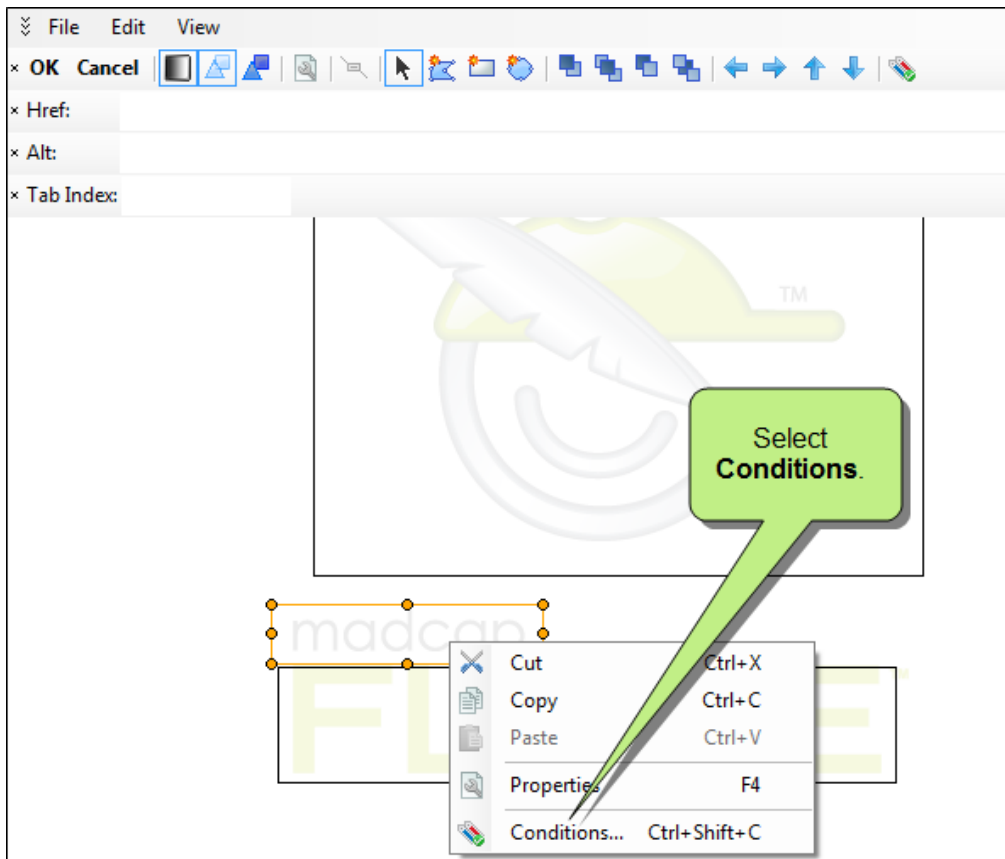 File Edit View
OK Cancel
Href:
Alt:
Tab Index:
TM
Select
Conditions.
madcap
Cut Ctrl+X
Copy Ctrl+C
Paste Ctrl+V
Properties F4
Conditions... Ctrl+Shift+C